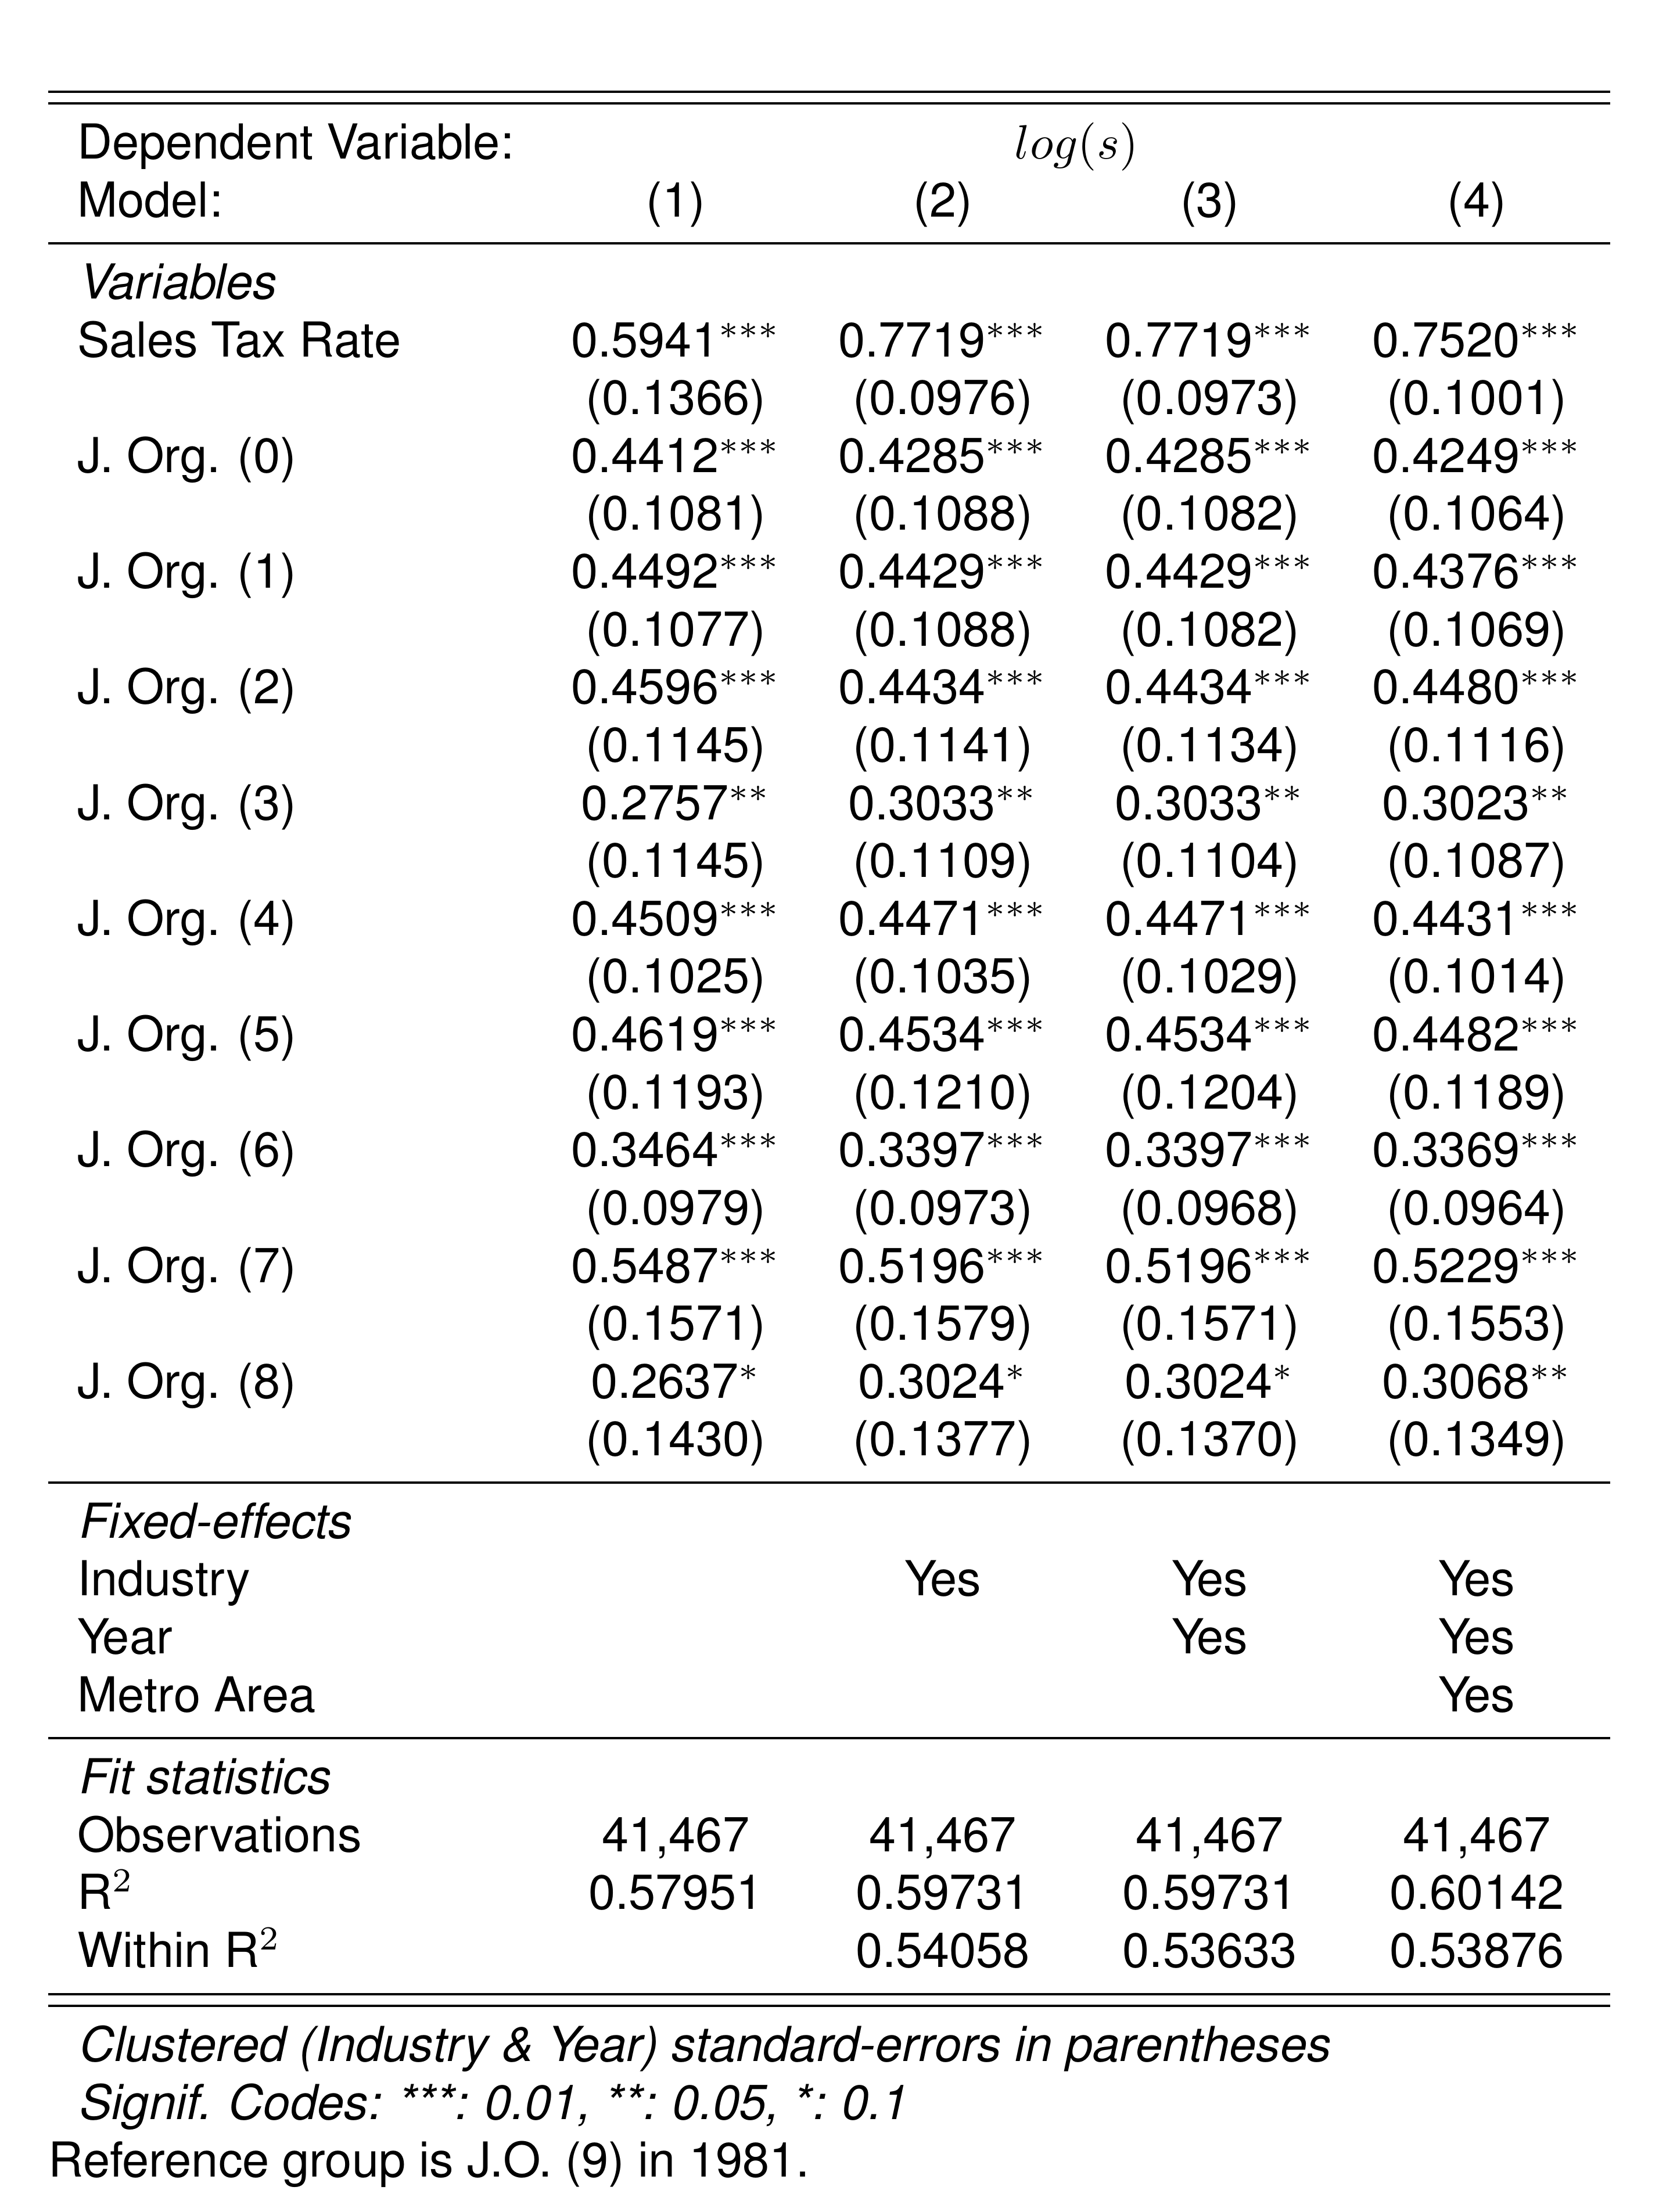 Dependent Variable: log(s)
Model: (1) (2) (3) (4)
Variables
Sales Tax Rate 0.5941*** 0.7719*** 0.7719*** 0.7520***
(0.1366) (0.0976) (0.0973) (0.1001)
J. Org. (0) 0.4412*** 0.4285*** 0.4285*** 0.4249***
(0.1081) (0.1088) (0.1082) (0.1064)
J. Org. (1) 0.4492*** 0.4429*** 0.4429*** 0.4376***
(0.1077) (0.1088) (0.1082) (0.1069)
J. Org. (2) 0.4596*** 0.4434*** 0.4434*** 0.4480***
(0.1145) (0.1141) (0.1134) (0.1116)
J. Org. (3) 0.2757** 0.3033** 0.3033** 0.3023**
(0.1145) (0.1109) (0.1104) (0.1087)
J. Org. (4) 0.4509*** 0.4471*** 0.4471*** 0.4431***
(0.1025) (0.1035) (0.1029) (0.1014)
J. Org. (5) 0.4619*** 0.4534*** 0.4534*** 0.4482***
(0.1193) (0.1210) (0.1204) (0.1189)
J. Org. (6) 0.3464*** 0.3397*** 0.3397*** 0.3369***
(0.0979) (0.0973) (0.0968) (0.0964)
J. Org. (7) 0.5487*** 0.5196*** 0.5196*** 0.5229***
(0.1571) (0.1579) (0.1571) (0.1553)
J. Org. (8) 0.2637* 0.3024* 0.3024* 0.3068**
(0.1430) (0.1377) (0.1370) (0.1349)
Fixed-effects
Industry Yes Yes Yes
Year Yes Yes
Metro Area Yes
Fit statistics
Observations 41,467 41,467 41,467 41,467
R² 0.57951 0.59731 0.59731 0.60142
Within R² 0.54058 0.53633 0.53876
Clustered (Industry & Year) standard-errors in parentheses
Signif. Codes: ***: 0.01, **: 0.05, *: 0.1
Reference group is J.O. (9) in 1981.